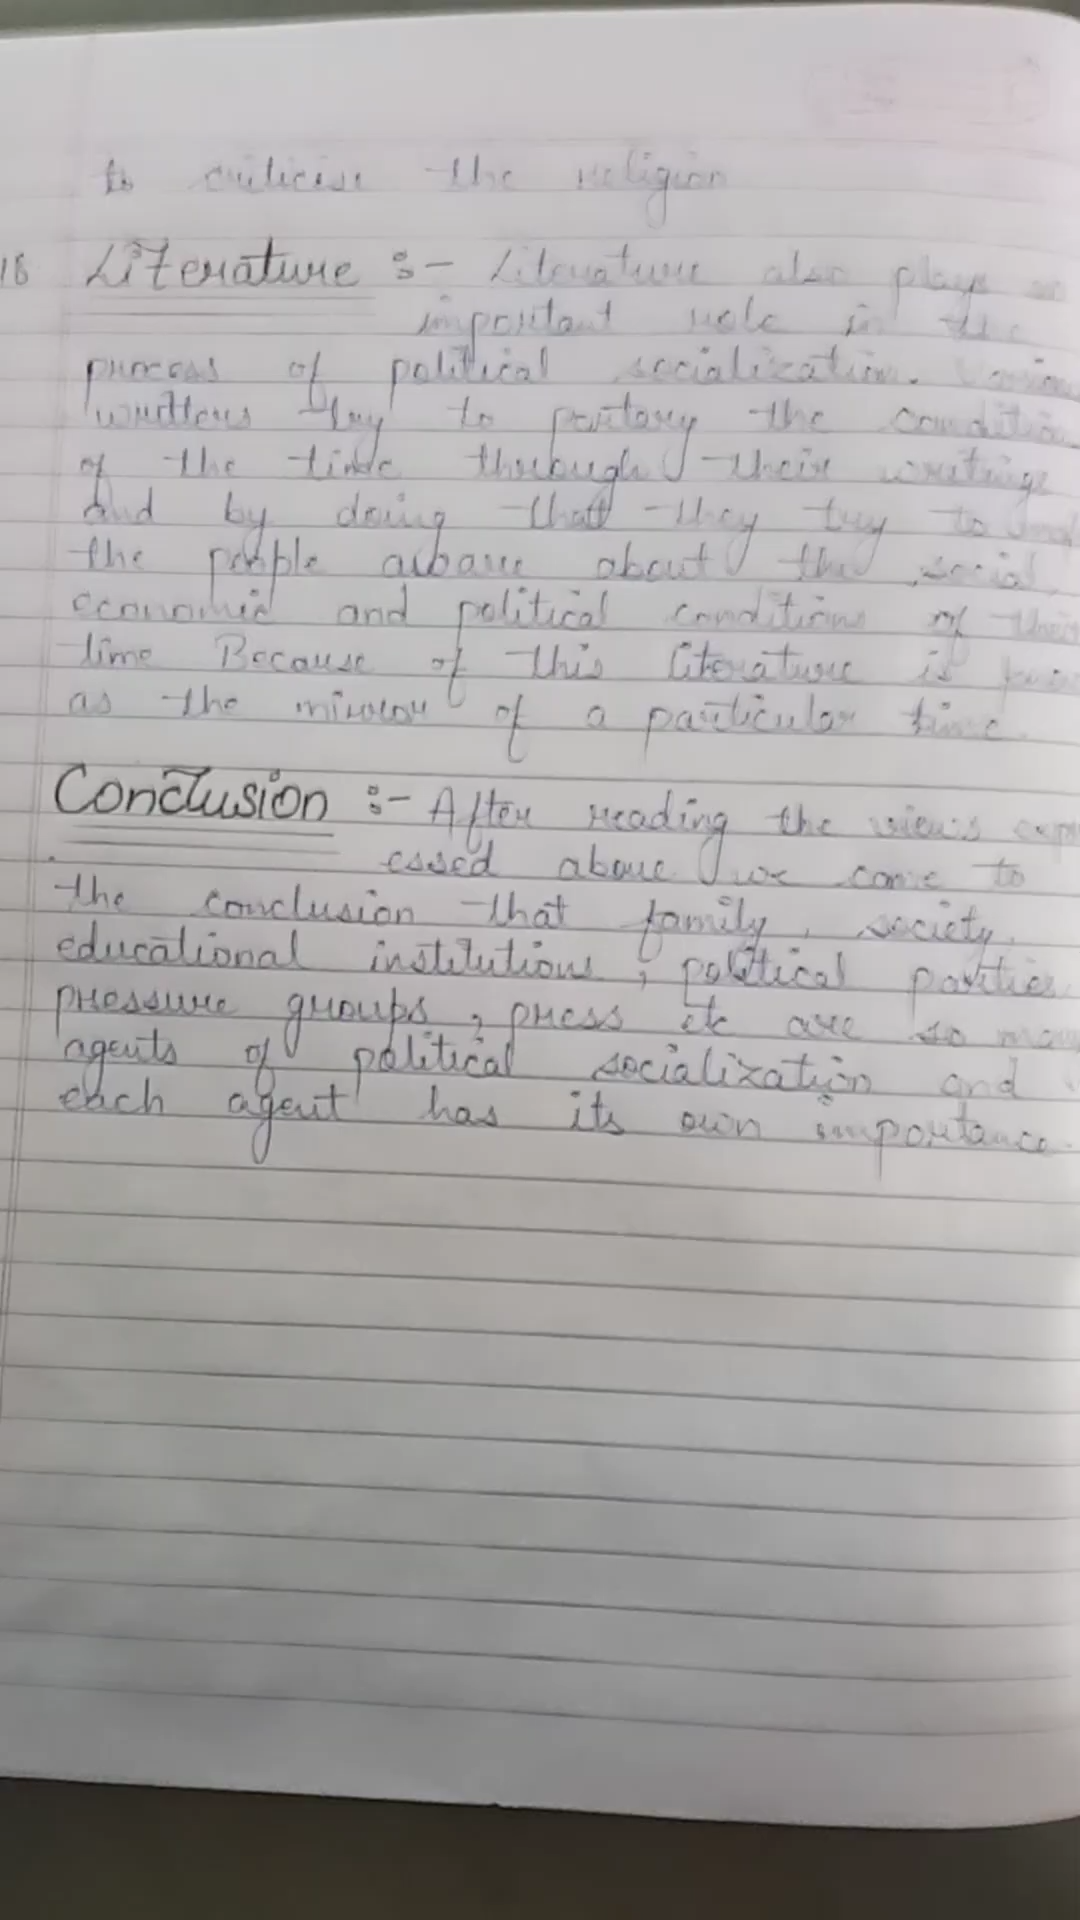 to criticise the religion
18 Literature :- Literature also plays an
important role in the
process of political socialization. Various
writters try to portary the condition
of the time through their writings
and by doing that they try to
the people aware about the social,
economic and political conditions of their
time Because of this literature is
as the mirror of a particular time.
Conclusion :- After reading the views expr
essed above we come to
the conclusion that family, society,
educational institutions, political parties,
pressure groups, press etc are so many
agents of political socialization and
each agent has its own importance.